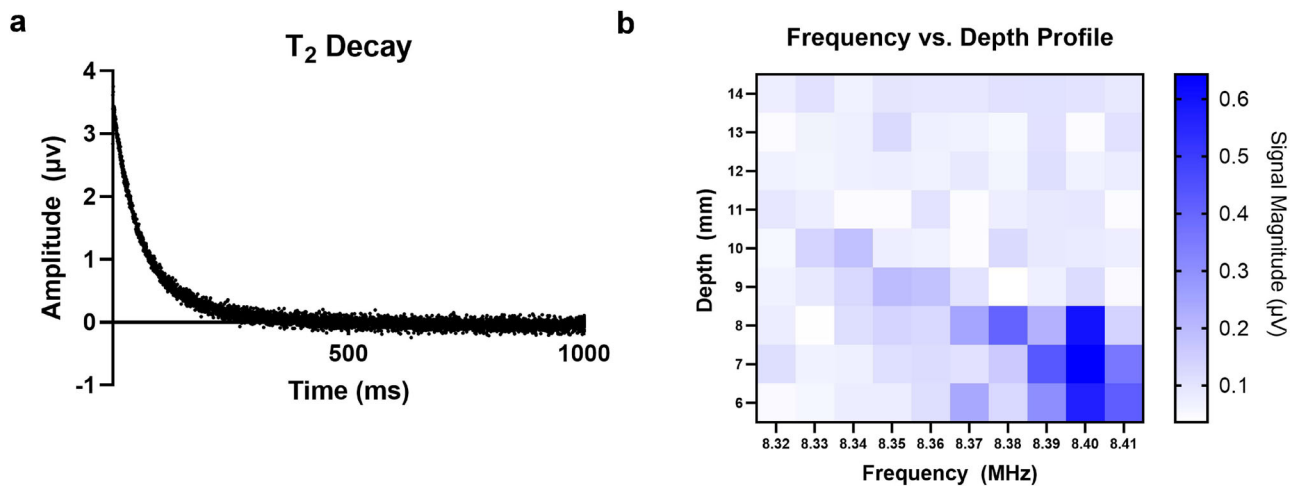 a
T2 Decay
4
3
2
1
0
-1
500
1000
Amplitude (μv)
Time (ms)
b
Frequency vs. Depth Profile
14
13
12
11
10
9
8
7
6
Depth (mm)
8.32 8.33 8.34 8.35 8.36 8.37 8.38 8.39 8.40 8.41
Frequency (MHz)
0.6
0.5
0.4
0.3
0.2
0.1
Signal Magnitude (μV)